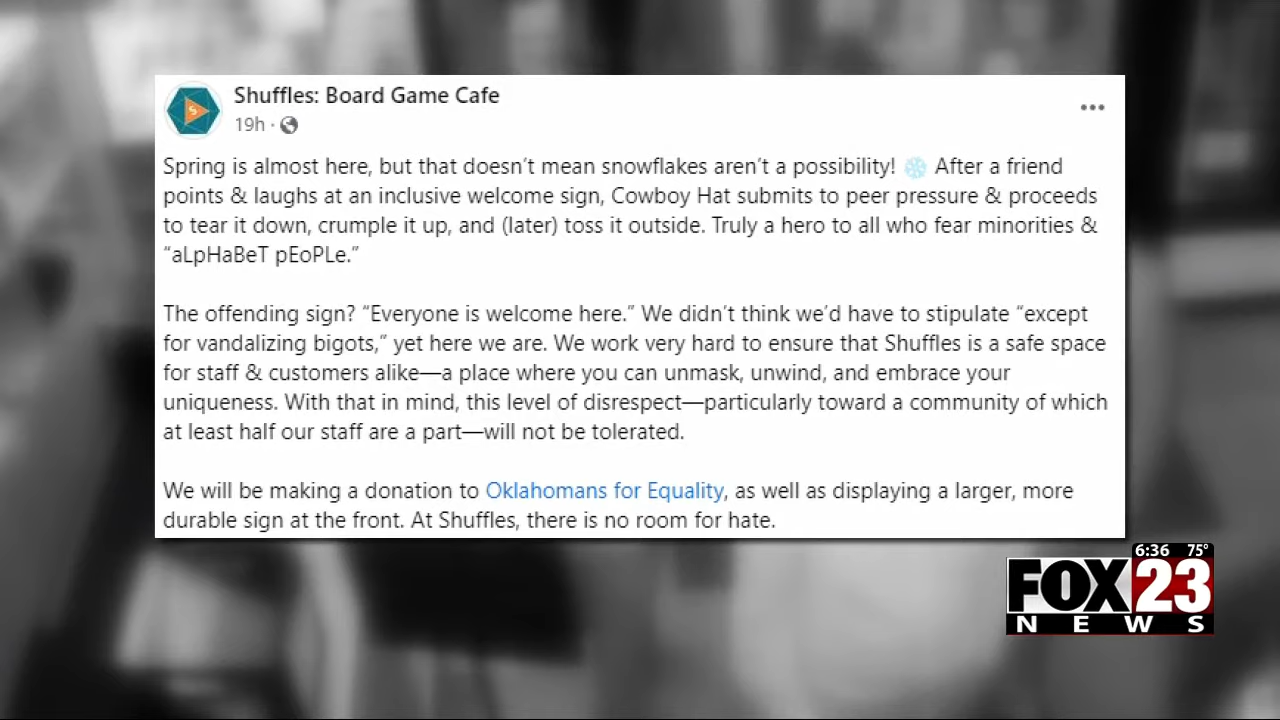 Shuffles: Board Game Cafe
19h ·
Spring is almost here, but that doesn't mean snowflakes aren't a possibility! ❄️ After a friend
points & laughs at an inclusive welcome sign, Cowboy Hat submits to peer pressure & proceeds
to tear it down, crumple it up, and (later) toss it outside. Truly a hero to all who fear minorities &
“aLpHaBeT pEoPLe.”
The offending sign? “Everyone is welcome here.” We didn’t think we’d have to stipulate “except
for vandalizing bigots,” yet here we are. We work very hard to ensure that Shuffles is a safe space
for staff & customers alike—a place where you can unmask, unwind, and embrace your
uniqueness. With that in mind, this level of disrespect—particularly toward a community of which
at least half our staff are a part—will not be tolerated.
We will be making a donation to Oklahomans for Equality, as well as displaying a larger, more
durable sign at the front. At Shuffles, there is no room for hate.
6:36 75°
FOX 23
NEWS